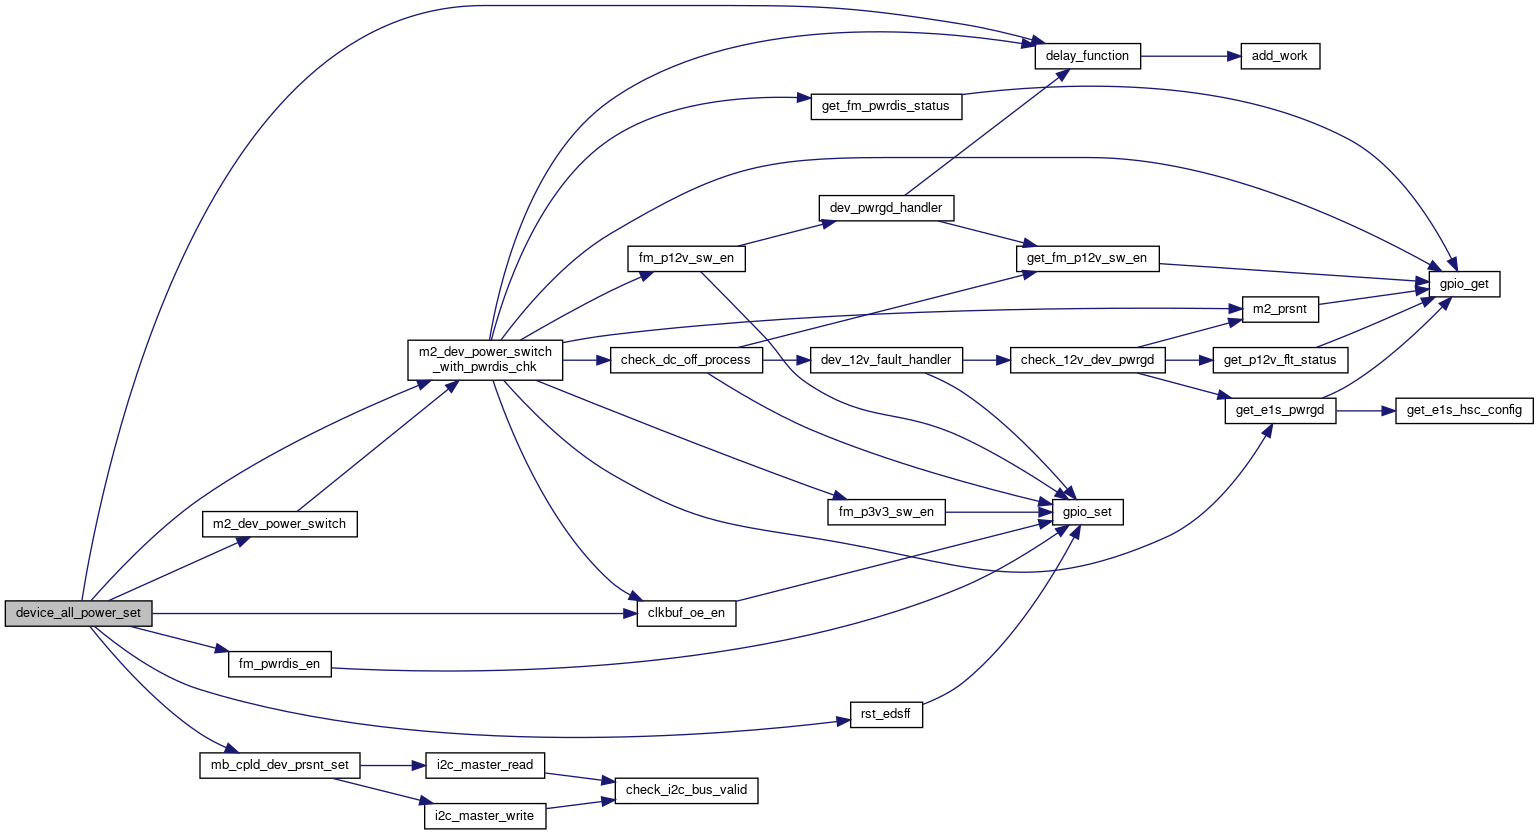 delay_function
add_work
get_fm_pwrdis_status
dev_pwrgd_handler
fm_p12v_sw_en
get_fm_p12v_sw_en
gpio_get
m2_prsnt
m2_dev_power_switch
_with_pwrdis_chk
check_dc_off_process
dev_12v_fault_handler
check_12v_dev_pwrgd
get_p12v_flt_status
get_e1s_pwrgd
get_e1s_hsc_config
fm_p3v3_sw_en
gpio_set
m2_dev_power_switch
device_all_power_set
clkbuf_oe_en
fm_pwrdis_en
rst_edsff
mb_cpld_dev_prsnt_set
i2c_master_read
check_i2c_bus_valid
i2c_master_write